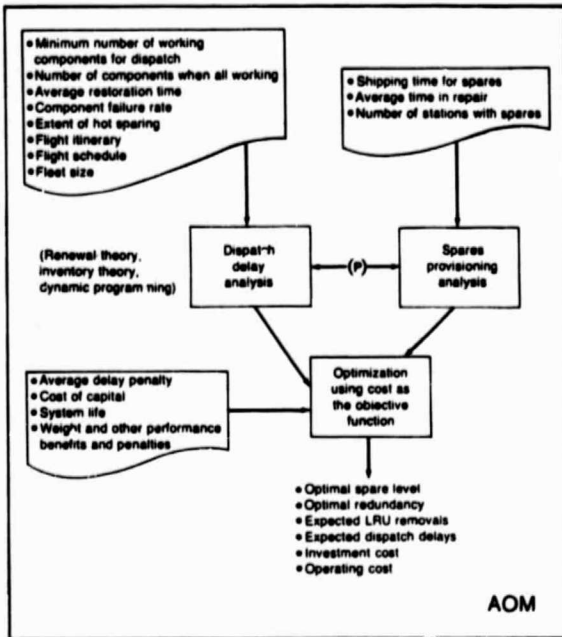 • Minimum number of working
components for dispatch
• Number of components when all working
• Average restoration time
• Component failure rate
• Extent of hot sparing
• Flight itinerary
• Flight schedule
• Fleet size
• Shipping time for spares
• Average time in repair
• Number of stations with spares
(Renewal theory,
inventory theory,
dynamic programming)
Dispatch
delay
analysis
(P)
Spares
provisioning
analysis
• Average delay penalty
• Cost of capital
• System life
• Weight and other performance
benefits and penalties
Optimization
using cost as
the objective
function
• Optimal spare level
• Optimal redundancy
• Expected LRU removals
• Expected dispatch delays
• Investment cost
• Operating cost
AOM